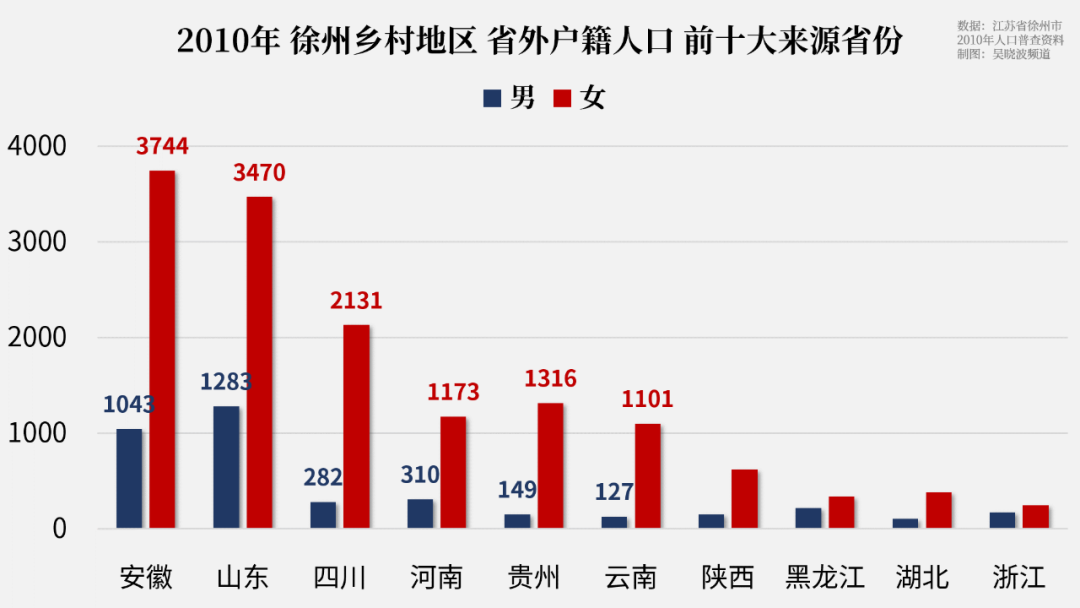 2010年 徐州乡村地区 省外户籍人口 前十大来源省份
数据：江苏省徐州市
2010年人口普查资料
制图：吴晓波频道
男 女
4000
3000
2000
1000
0
3744
3470
2131
1173
1316
1101
1043
1283
282
310
149
127
安徽 山东 四川 河南 贵州 云南 陕西 黑龙江 湖北 浙江